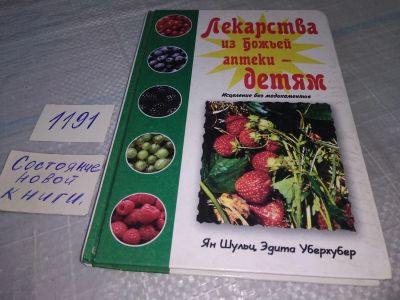 Лекарства
из Божьей
аптеки –
детям
Исцеление без медикаментов
Ян Шульц, Эдита Уберхубер
1191
Состояние
новой
книги.